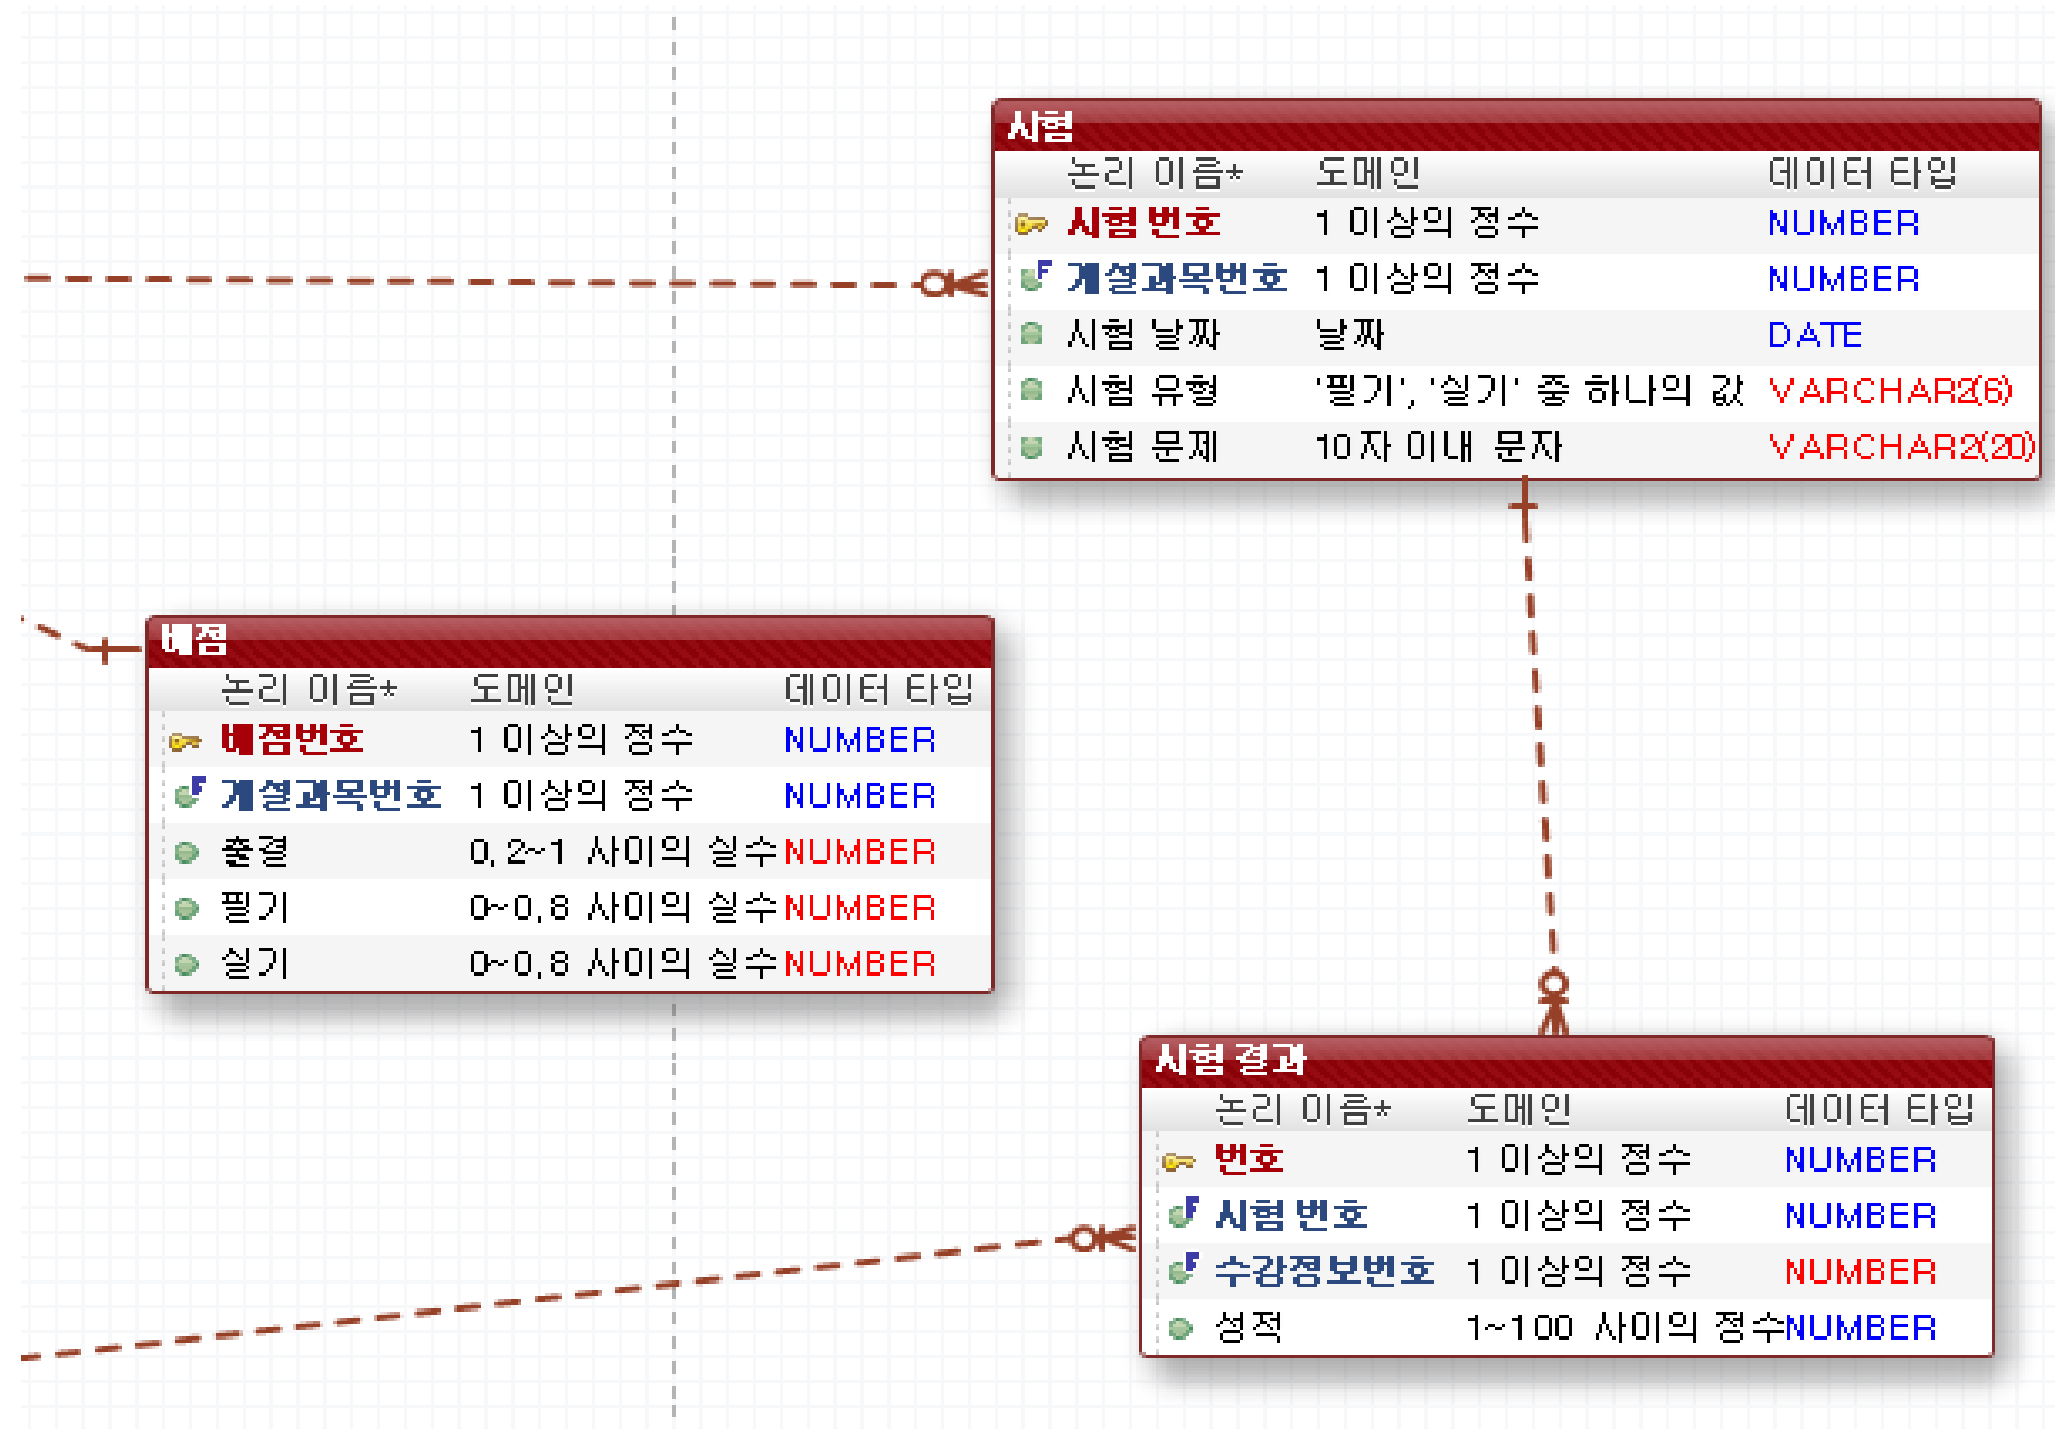 시험
논리 이름* 도메인 데이터 타입
시험 번호 1 이상의 정수 NUMBER
개설과목번호 1 이상의 정수 NUMBER
시험 날짜 날짜 DATE
시험 유형 '필기', '실기' 중 하나의 값 VARCHAR2(6)
시험 문제 10자 이내 문자 VARCHAR2(20)
배점
논리 이름* 도메인 데이터 타입
배점번호 1 이상의 정수 NUMBER
개설과목번호 1 이상의 정수 NUMBER
출결 0.2~1 사이의 실수 NUMBER
필기 0~0.8 사이의 실수 NUMBER
실기 0~0.8 사이의 실수 NUMBER
시험 결과
논리 이름* 도메인 데이터 타입
번호 1 이상의 정수 NUMBER
시험 번호 1 이상의 정수 NUMBER
수강정보번호 1 이상의 정수 NUMBER
성적 1~100 사이의 정수 NUMBER